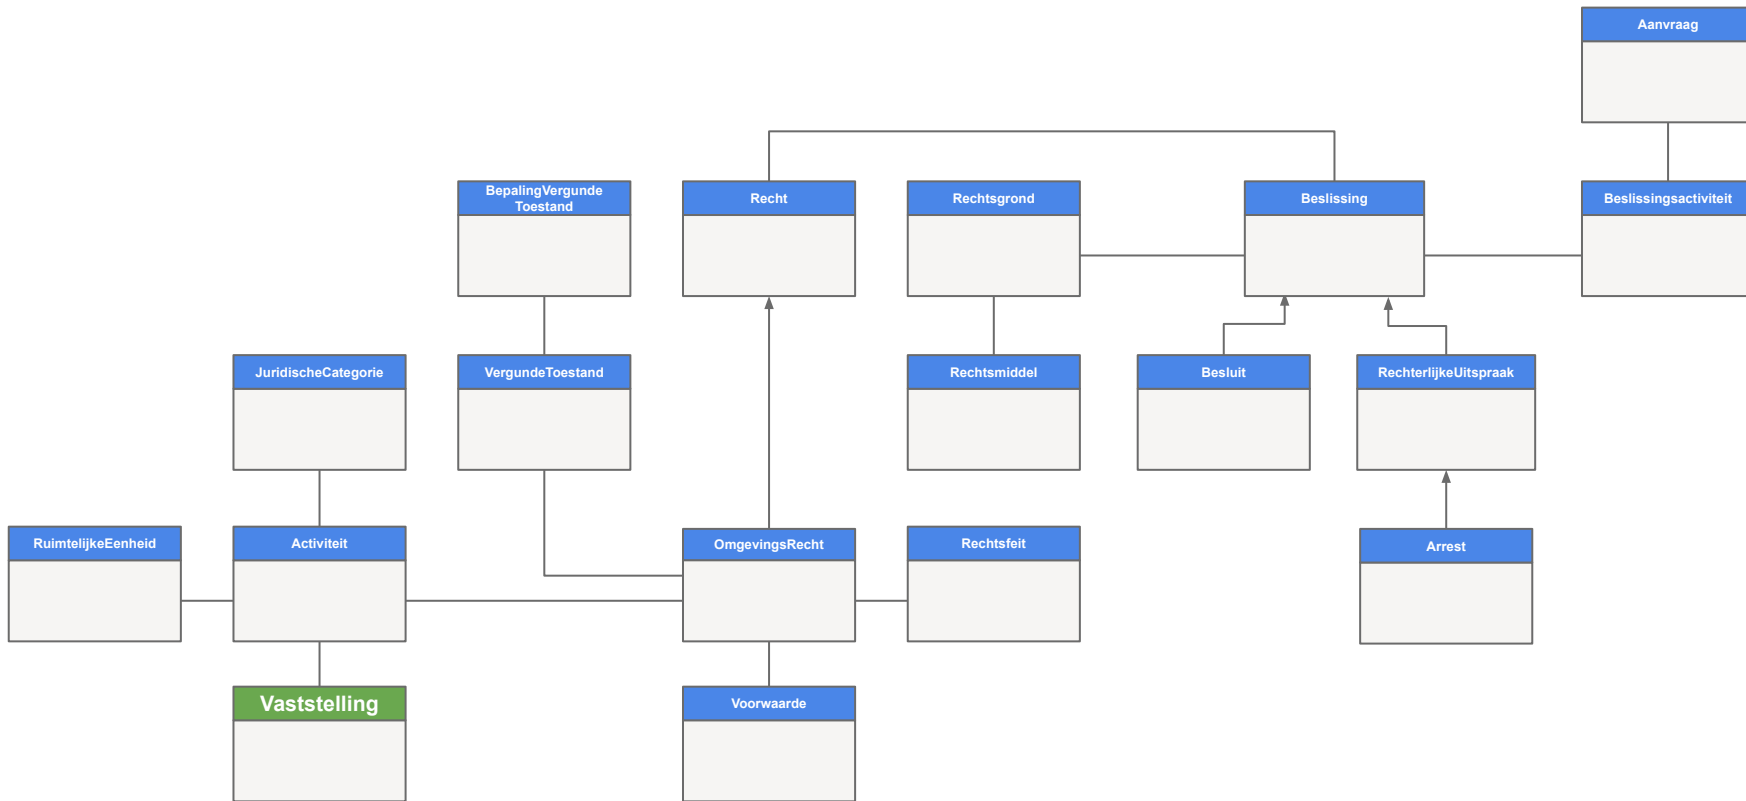 Aanvraag
BepalingVergunde
Toestand
Recht
Rechtsgrond
Beslissing
Beslissingsactiviteit
JuridischeCategorie
VergundeToestand
Rechtsmiddel
Besluit
RechterlijkeUitspraak
RuimtelijkeEenheid
Activiteit
OmgevingsRecht
Rechtsfeit
Arrest
Vaststelling
Voorwaarde